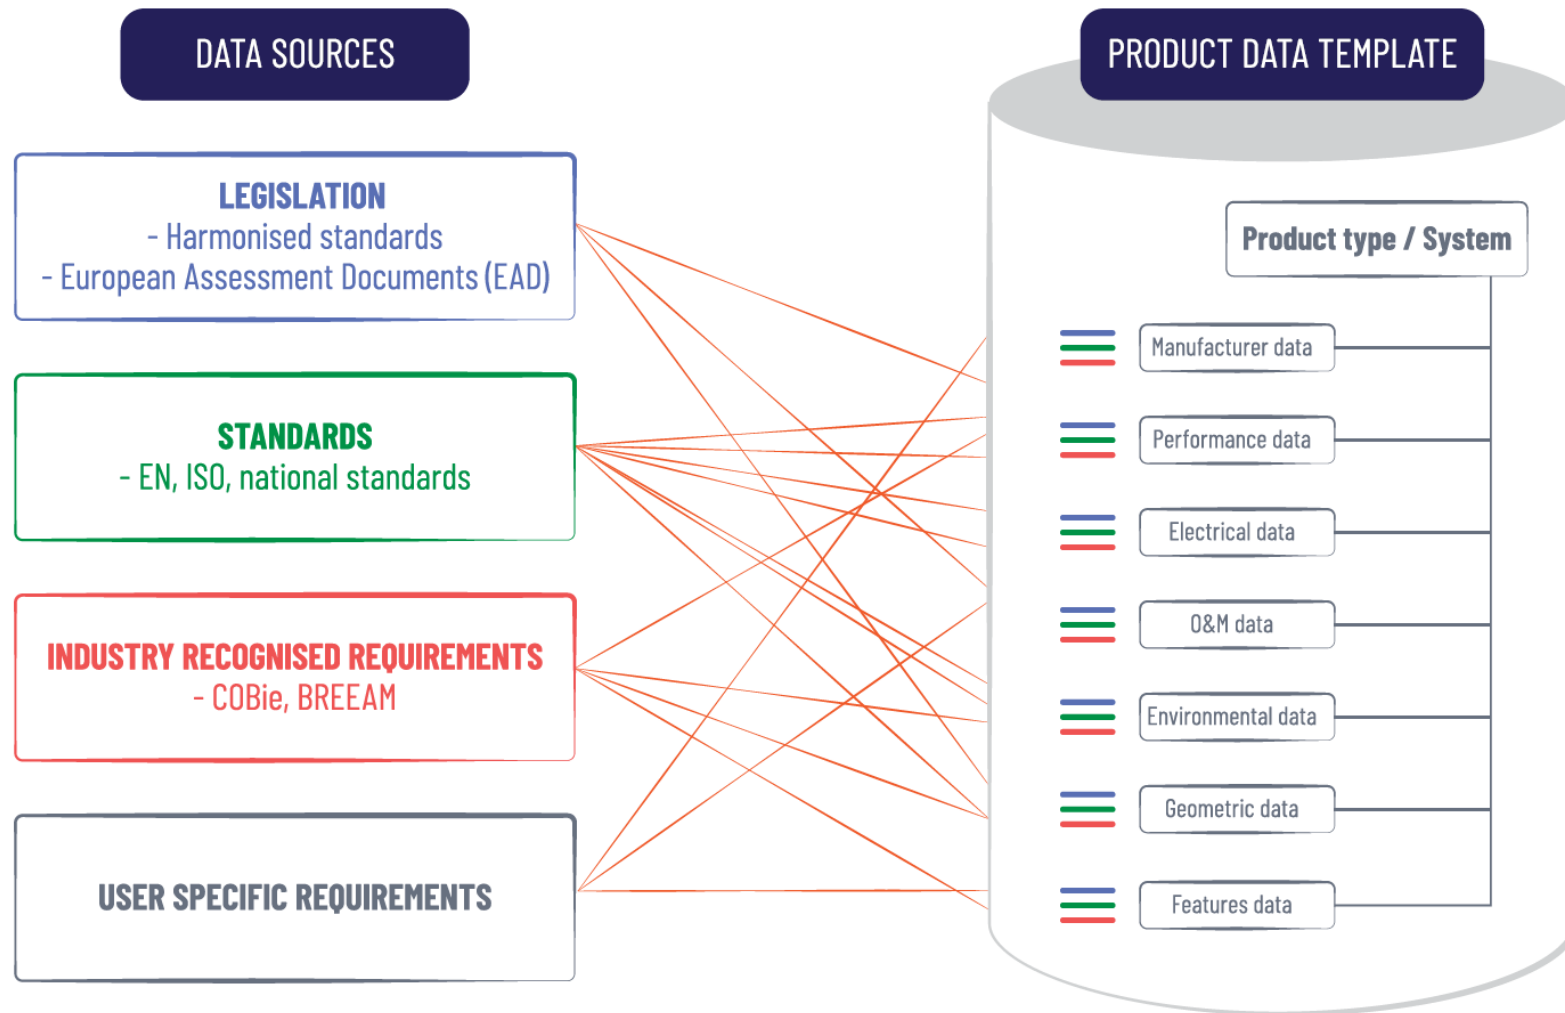 DATA SOURCES
PRODUCT DATA TEMPLATE
LEGISLATION
- Harmonised standards
- European Assessment Documents (EAD)
STANDARDS
- EN, ISO, national standards
INDUSTRY RECOGNISED REQUIREMENTS
- COBie, BREEAM
USER SPECIFIC REQUIREMENTS
Product type / System
Manufacturer data
Performance data
Electrical data
O&M data
Environmental data
Geometric data
Features data